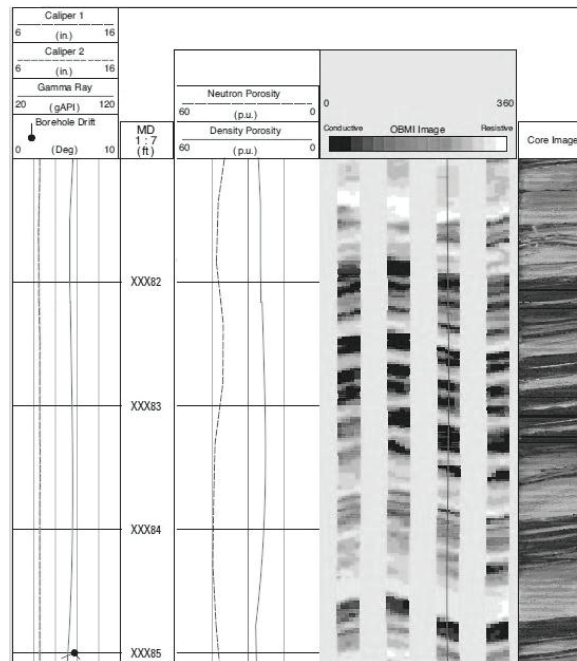 Caliper 1
6 (in.) 16
Caliper 2
6 (in.) 16
Gamma Ray
20 (gAPI) 120
Borehole Drift
0 (Deg) 10
MD
1 : 7
(ft)
Neutron Porosity
60 (p.u.) 0
Density Porosity
60 (p.u.) 0
0 360
Conductive OBMI Image Resistive
Core Image
XXX82
XXX83
XXX84
XXX85